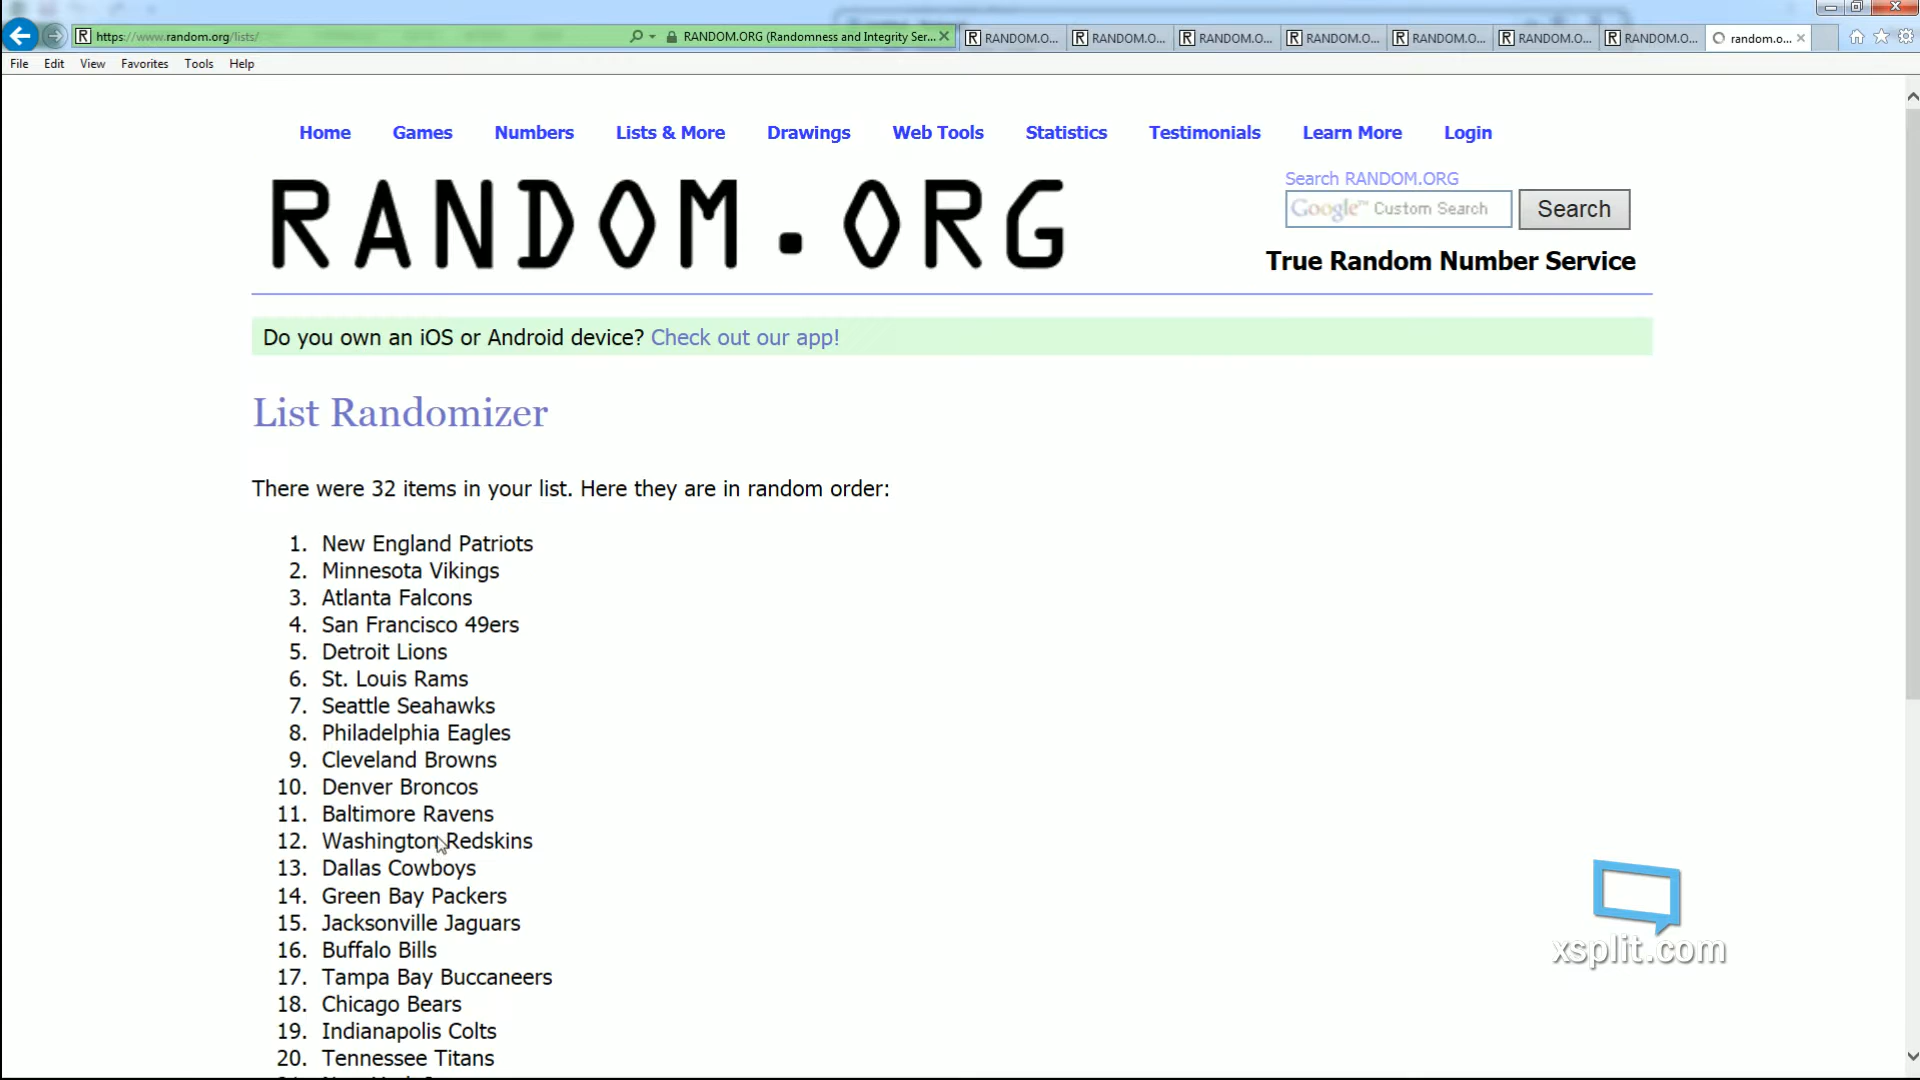 https://www.random.org/lists/
RANDOM.ORG (Randomness and Integrity Ser...
RANDOM.O...
RANDOM.O...
RANDOM.O...
RANDOM.O...
RANDOM.O...
RANDOM.O...
RANDOM.O...
random.o...
File Edit View Favorites Tools Help
Home Games Numbers Lists & More Drawings Web Tools Statistics Testimonials Learn More Login
RANDOM.ORG
Search RANDOM.ORG
Google™ Custom Search
Search
True Random Number Service
Do you own an iOS or Android device? Check out our app!
List Randomizer
There were 32 items in your list. Here they are in random order:
1. New England Patriots
2. Minnesota Vikings
3. Atlanta Falcons
4. San Francisco 49ers
5. Detroit Lions
6. St. Louis Rams
7. Seattle Seahawks
8. Philadelphia Eagles
9. Cleveland Browns
10. Denver Broncos
11. Baltimore Ravens
12. Washington Redskins
13. Dallas Cowboys
14. Green Bay Packers
15. Jacksonville Jaguars
16. Buffalo Bills
17. Tampa Bay Buccaneers
18. Chicago Bears
19. Indianapolis Colts
20. Tennessee Titans
xsplit.com